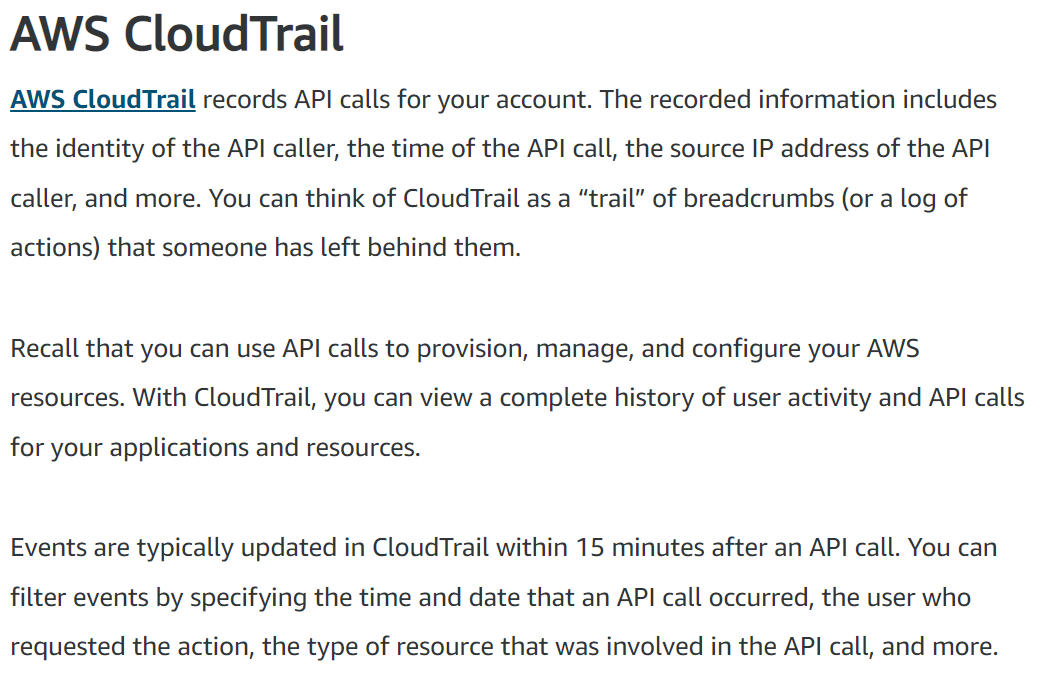 AWS CloudTrail
AWS CloudTrail records API calls for your account. The recorded information includes
the identity of the API caller, the time of the API call, the source IP address of the API
caller, and more. You can think of CloudTrail as a “trail” of breadcrumbs (or a log of
actions) that someone has left behind them.
Recall that you can use API calls to provision, manage, and configure your AWS
resources. With CloudTrail, you can view a complete history of user activity and API calls
for your applications and resources.
Events are typically updated in CloudTrail within 15 minutes after an API call. You can
filter events by specifying the time and date that an API call occurred, the user who
requested the action, the type of resource that was involved in the API call, and more.